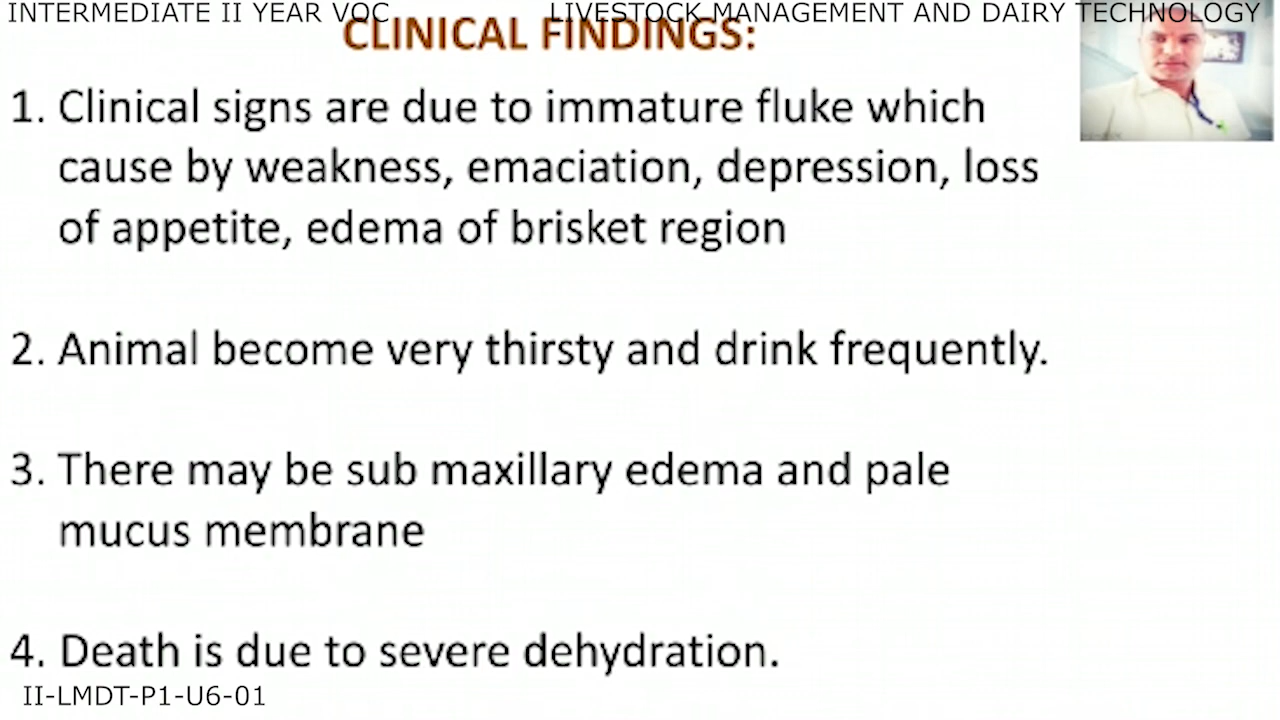 INTERMEDIATE II YEAR VOC LIVESTOCK MANAGEMENT AND DAIRY TECHNOLOGY
CLINICAL FINDINGS:
1. Clinical signs are due to immature fluke which
cause by weakness, emaciation, depression, loss
of appetite, edema of brisket region
2. Animal become very thirsty and drink frequently.
3. There may be sub maxillary edema and pale
mucus membrane
4. Death is due to severe dehydration.
II-LMDT-P1-U6-01